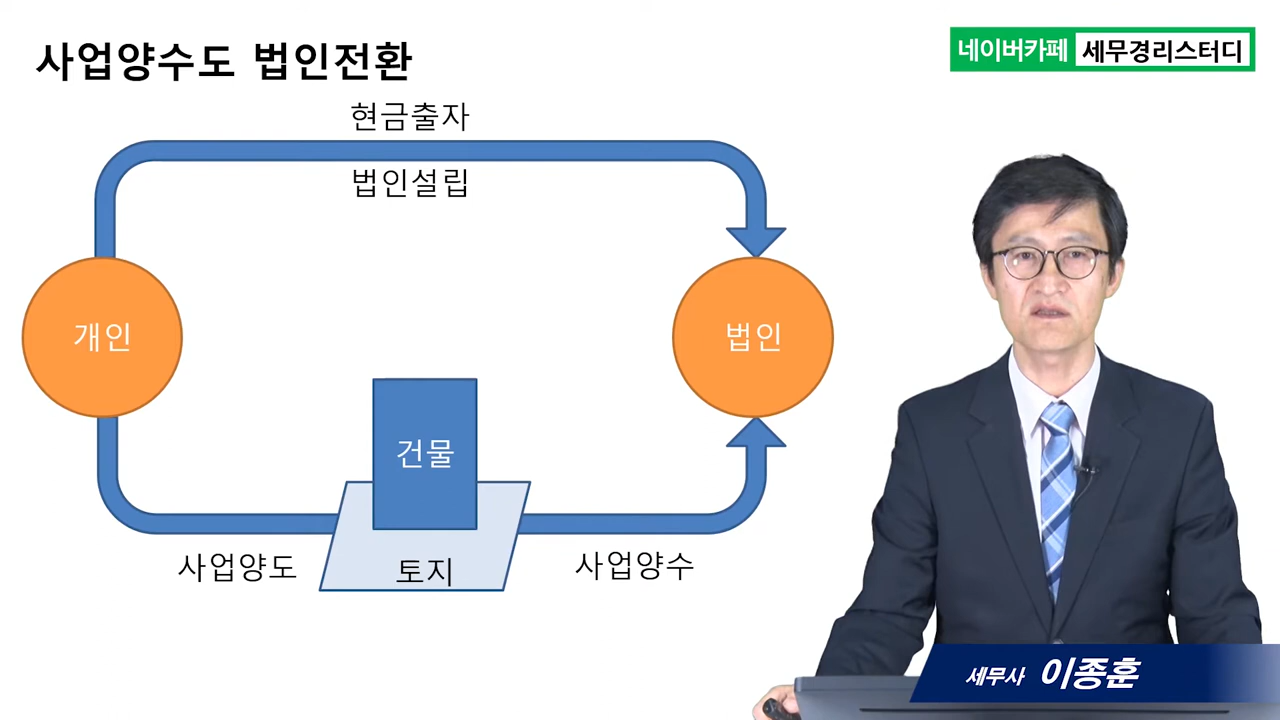 사업양수도 법인전환
네이버카페 세무경리스터디
현금출자
법인설립
개인
법인
건물
토지
사업양도
사업양수
세무사 이종훈